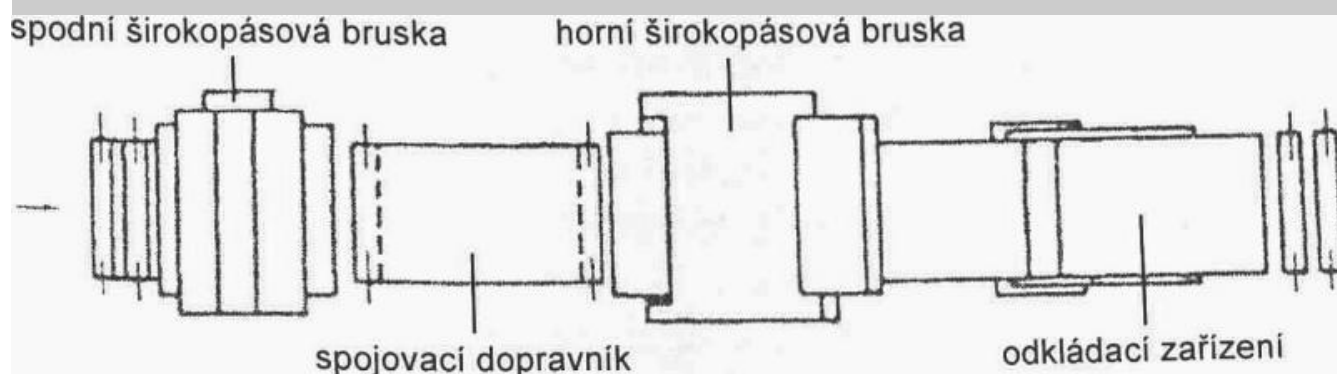 spodní širokopásová bruska
horní širokopásová bruska
spojovací dopravník
odkládací zařízení